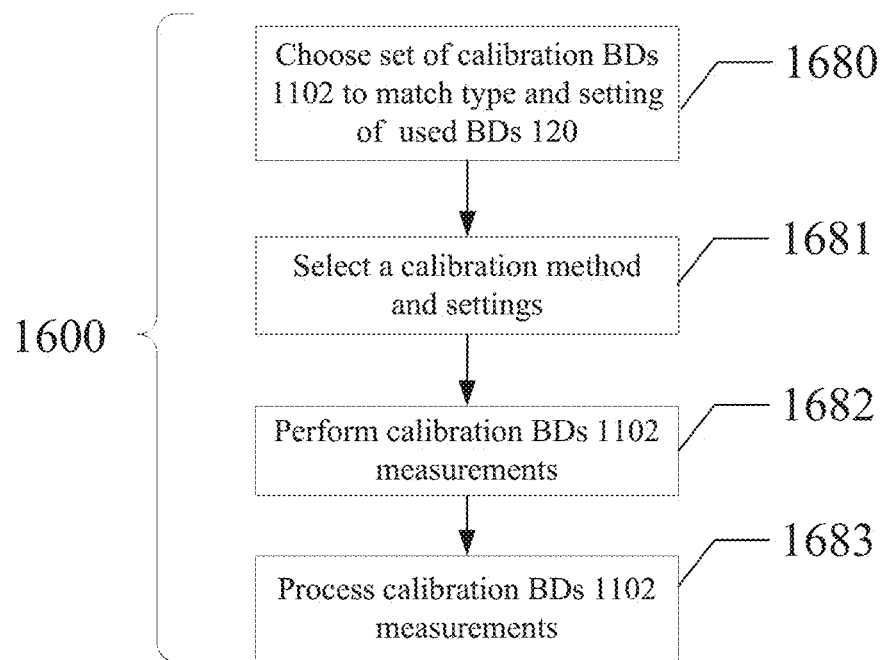 Choose set of calibration BDs
1102 to match type and setting
of used BDs 120
1680
Select a calibration method
and settings
1681
1600
Perform calibration BDs 1102
measurements
1682
Process calibration BDs 1102
measurements
1683